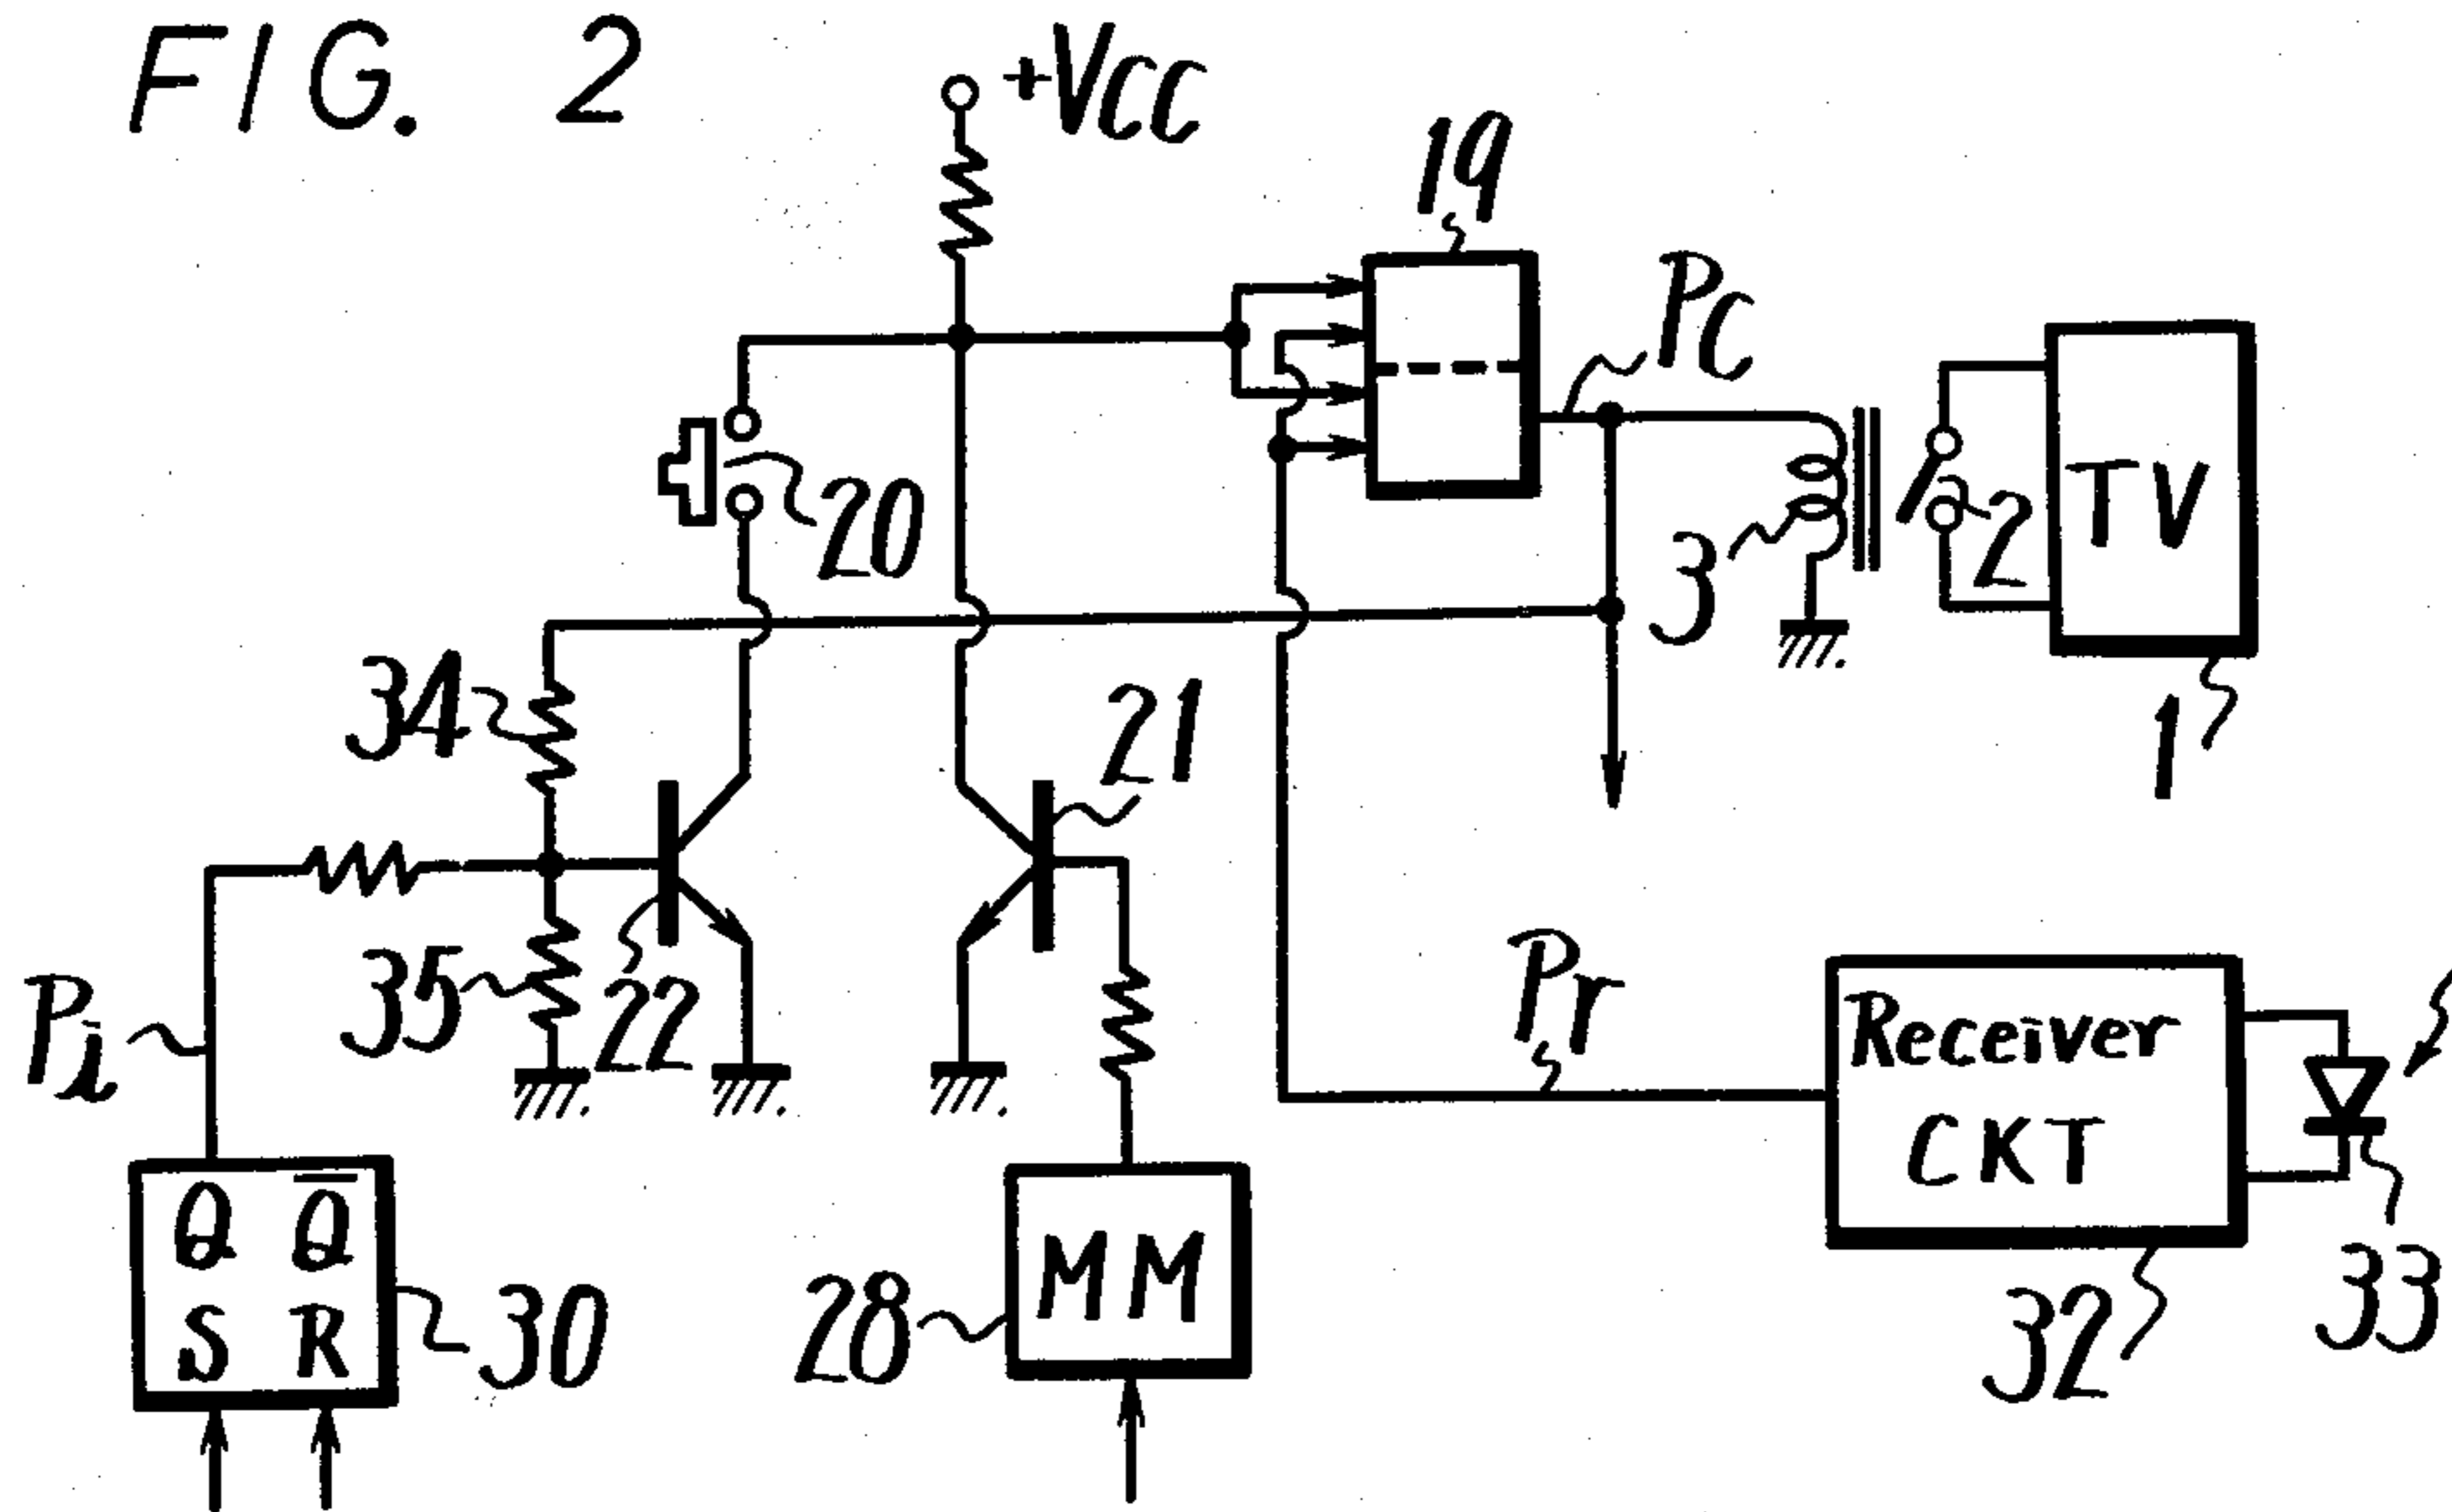 FIG. 2
+Vcc
19
Pc
20
3
2
TV
1
34
21
35
22
Pi
Pr
Receiver
CKT
33
32
Q Q̅
S R
30
28
MM